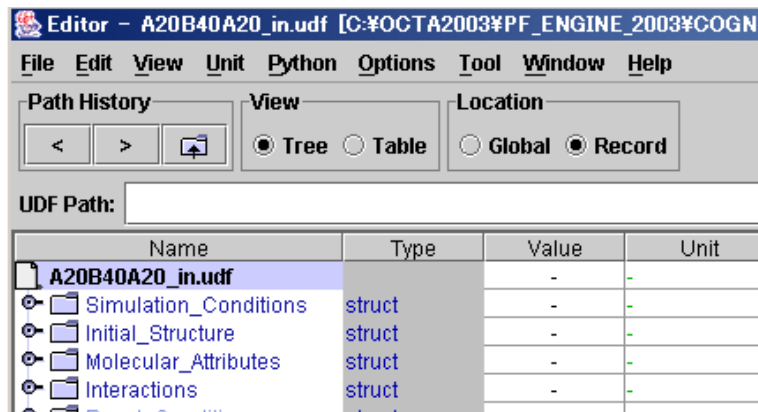 Editor - A20B40A20_in.udf [C:¥OCTA2003¥PF_ENGINE_2003¥COGN
File Edit View Unit Python Options Tool Window Help
Path History View Location
< > Tree Table Global Record
UDF Path:
Name Type Value Unit
A20B40A20_in.udf - -
Simulation_Conditions struct - -
Initial_Structure struct - -
Molecular_Attributes struct - -
Interactions struct - -